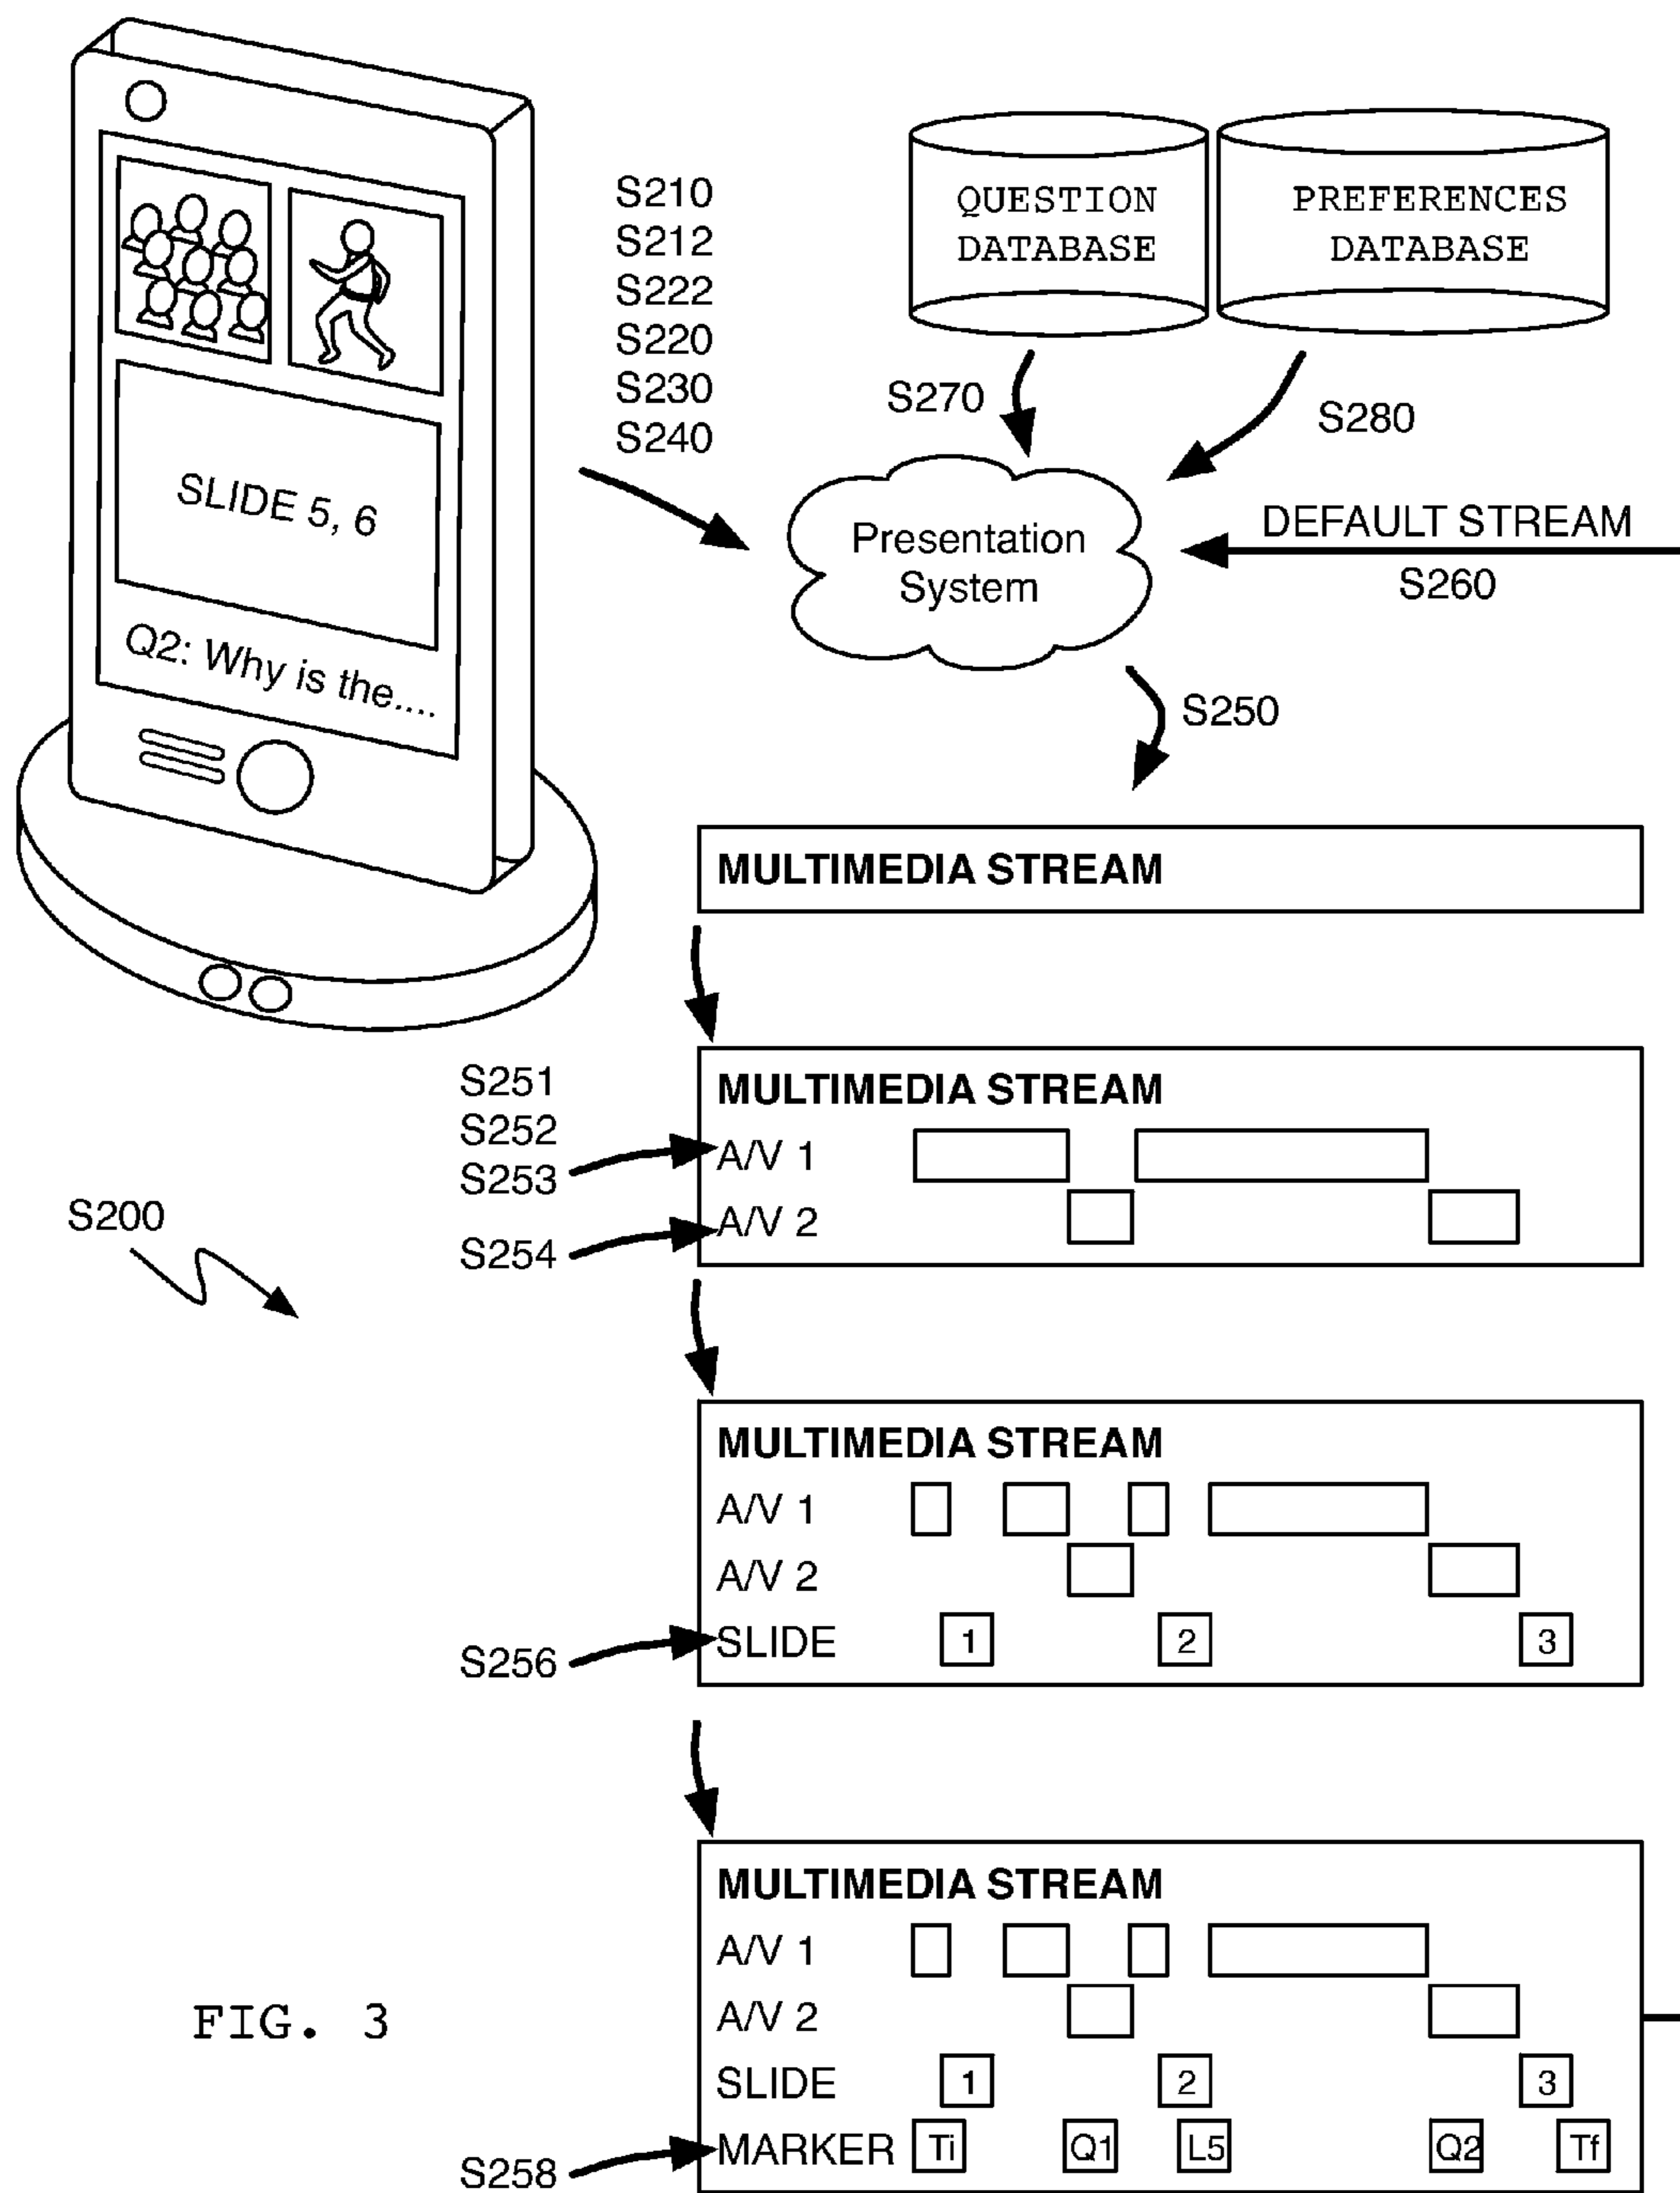 S210
S212
S222
S220
S230
S240
QUESTION
DATABASE
PREFERENCES
DATABASE
S270
S280
SLIDE 5, 6
Q2: Why is the....
Presentation
System
DEFAULT STREAM
S260
S250
MULTIMEDIA STREAM
S251
S252
S253
S254
MULTIMEDIA STREAM
A/V 1
A/V 2
S200
MULTIMEDIA STREAM
A/V 1
A/V 2
S256
SLIDE 1 2 3
MULTIMEDIA STREAM
A/V 1
A/V 2
SLIDE 1 2 3
S258
MARKER Ti Q1 L5 Q2 Tf
FIG. 3